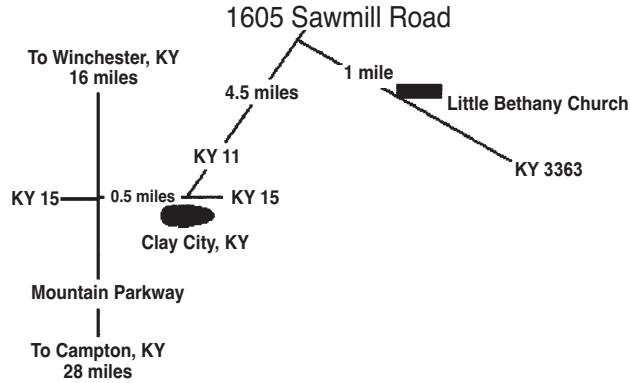 1605 Sawmill Road
To Winchester, KY
16 miles
1 mile
4.5 miles
Little Bethany Church
KY 11
KY 3363
KY 15
0.5 miles
KY 15
Clay City, KY
Mountain Parkway
To Campton, KY
28 miles